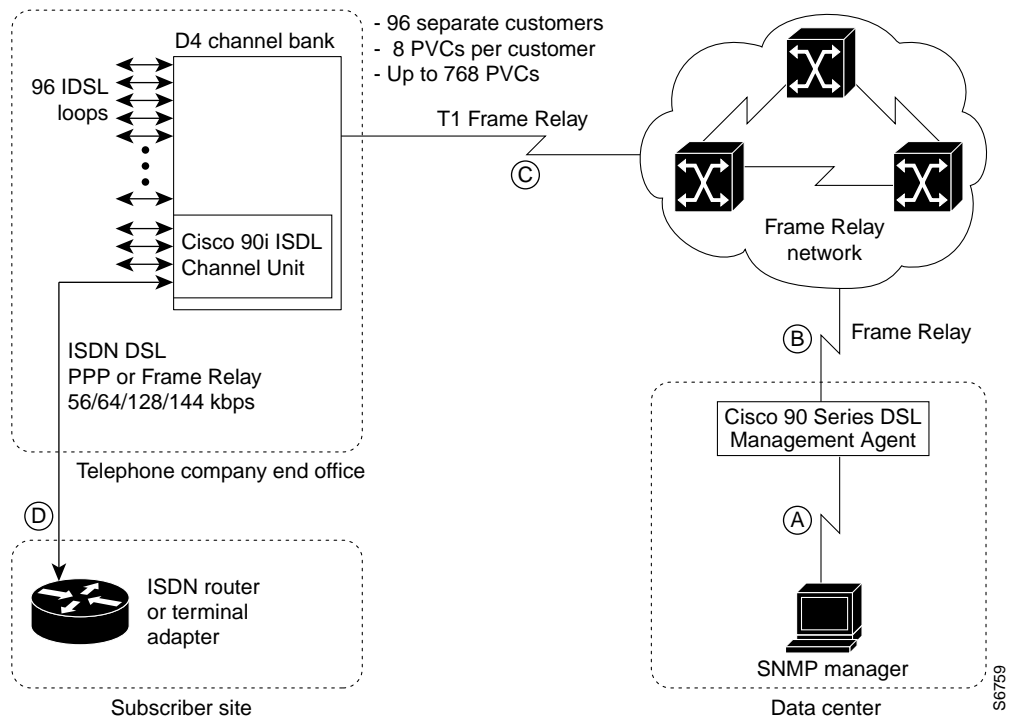 D4 channel bank
- 96 separate customers
- 8 PVCs per customer
- Up to 768 PVCs
96 IDSL
loops
T1 Frame Relay
C
Cisco 90i ISDL
Channel Unit
Frame Relay
network
ISDN DSL
PPP or Frame Relay
56/64/128/144 kbps
B
Frame Relay
Cisco 90 Series DSL
Management Agent
Telephone company end office
D
A
ISDN router
or terminal
adapter
SNMP manager
Subscriber site
Data center
S6759